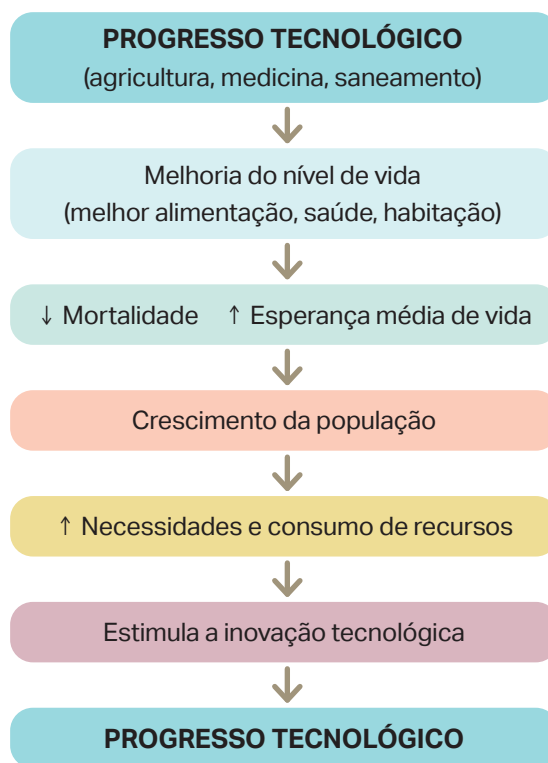 PROGRESSO TECNOLÓGICO
(agricultura, medicina, saneamento)
Melhoria do nível de vida
(melhor alimentação, saúde, habitação)
↓ Mortalidade ↑ Esperança média de vida
Crescimento da população
↑ Necessidades e consumo de recursos
Estimula a inovação tecnológica
PROGRESSO TECNOLÓGICO